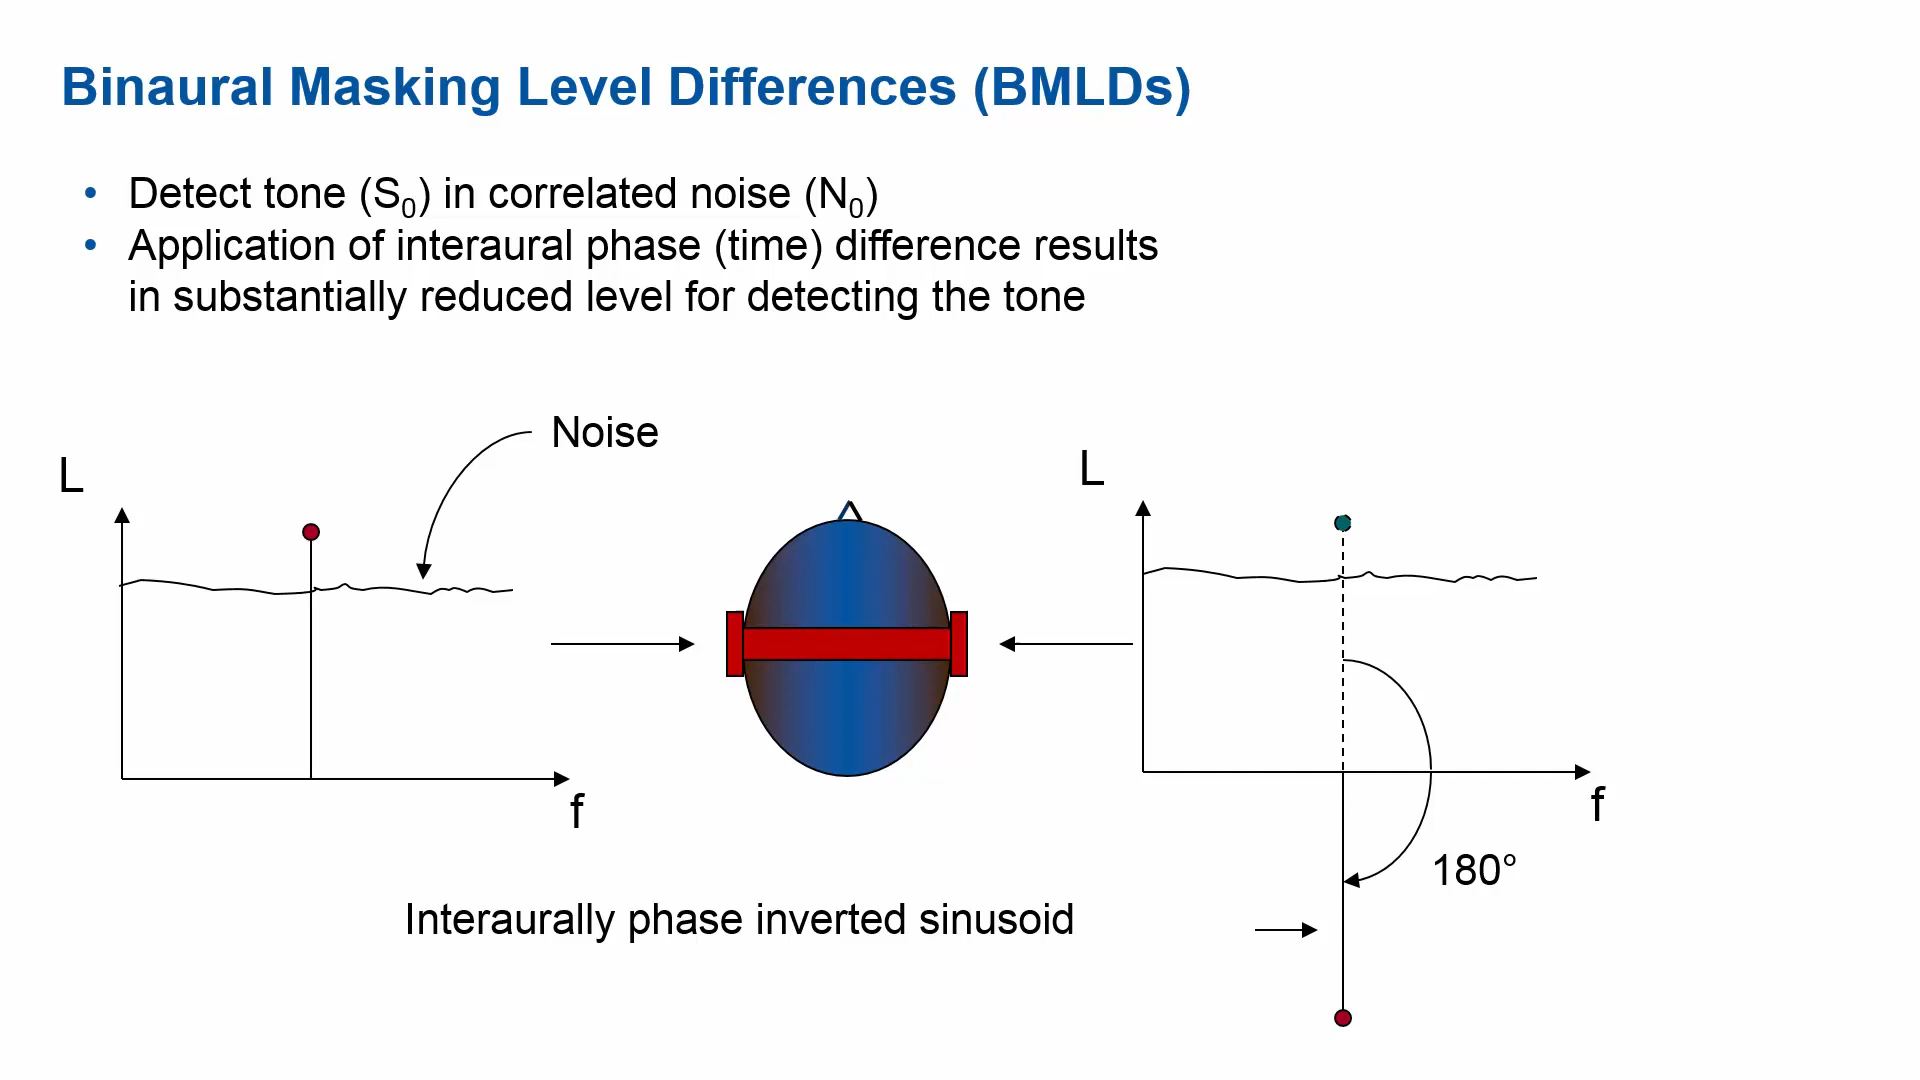 Binaural Masking Level Differences (BMLDs)
• Detect tone (S₀) in correlated noise (N₀)
• Application of interaural phase (time) difference results
in substantially reduced level for detecting the tone
Noise
L
L
f
f
180°
Interaurally phase inverted sinusoid